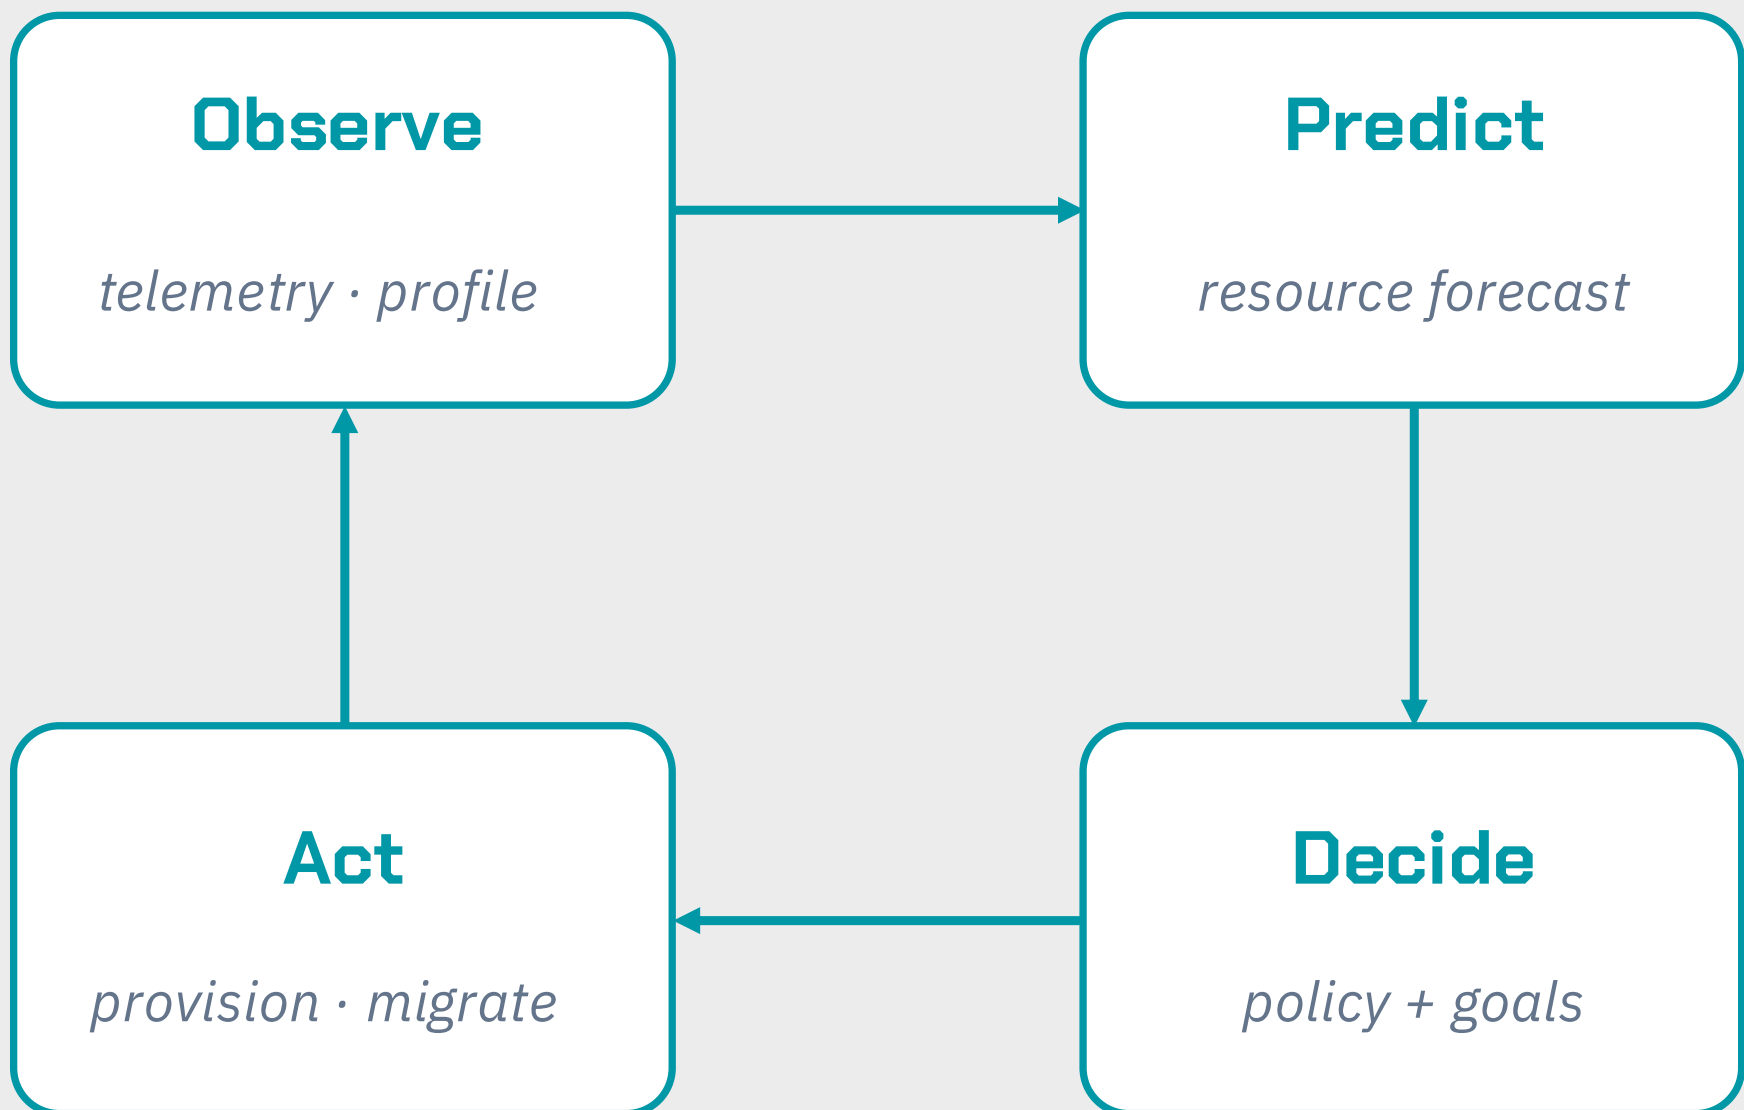 Observe
telemetry · profile
Predict
resource forecast
Act
provision · migrate
Decide
policy + goals